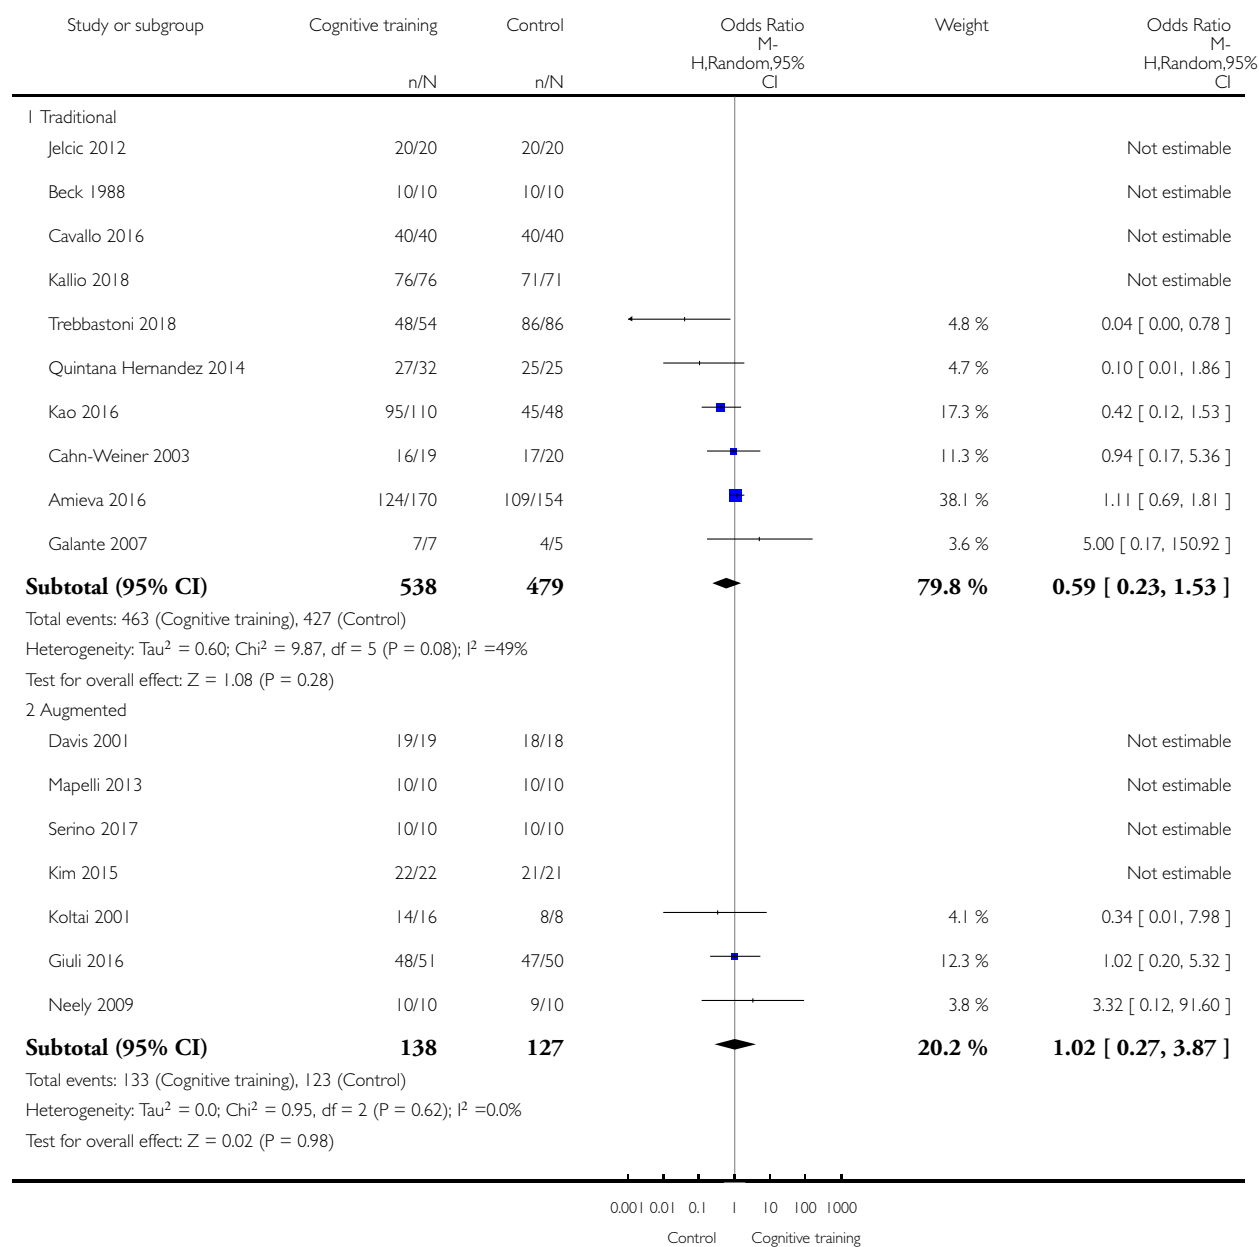 Study or subgroup Cognitive training Control Odds Ratio Weight Odds Ratio
M- M-
H,Random,95% H,Random,95%
n/N n/N CI CI
1 Traditional
Jelcic 2012 20/20 20/20 Not estimable
Beck 1988 10/10 10/10 Not estimable
Cavallo 2016 40/40 40/40 Not estimable
Kallio 2018 76/76 71/71 Not estimable
Trebbastoni 2018 48/54 86/86 4.8 % 0.04 [ 0.00, 0.78 ]
Quintana Hernandez 2014 27/32 25/25 4.7 % 0.10 [ 0.01, 1.86 ]
Kao 2016 95/110 45/48 17.3 % 0.42 [ 0.12, 1.53 ]
Cahn-Weiner 2003 16/19 17/20 11.3 % 0.94 [ 0.17, 5.36 ]
Amieva 2016 124/170 109/154 38.1 % 1.11 [ 0.69, 1.81 ]
Galante 2007 7/7 4/5 3.6 % 5.00 [ 0.17, 150.92 ]
Subtotal (95% CI) 538 479 79.8 % 0.59 [ 0.23, 1.53 ]
Total events: 463 (Cognitive training), 427 (Control)
Heterogeneity: Tau² = 0.60; Chi² = 9.87, df = 5 (P = 0.08); I² =49%
Test for overall effect: Z = 1.08 (P = 0.28)
2 Augmented
Davis 2001 19/19 18/18 Not estimable
Mapelli 2013 10/10 10/10 Not estimable
Serino 2017 10/10 10/10 Not estimable
Kim 2015 22/22 21/21 Not estimable
Koltai 2001 14/16 8/8 4.1 % 0.34 [ 0.01, 7.98 ]
Giuli 2016 48/51 47/50 12.3 % 1.02 [ 0.20, 5.32 ]
Neely 2009 10/10 9/10 3.8 % 3.32 [ 0.12, 91.60 ]
Subtotal (95% CI) 138 127 20.2 % 1.02 [ 0.27, 3.87 ]
Total events: 133 (Cognitive training), 123 (Control)
Heterogeneity: Tau² = 0.0; Chi² = 0.95, df = 2 (P = 0.62); I² =0.0%
Test for overall effect: Z = 0.02 (P = 0.98)
0.001 0.01 0.1 1 10 100 1000
Control Cognitive training